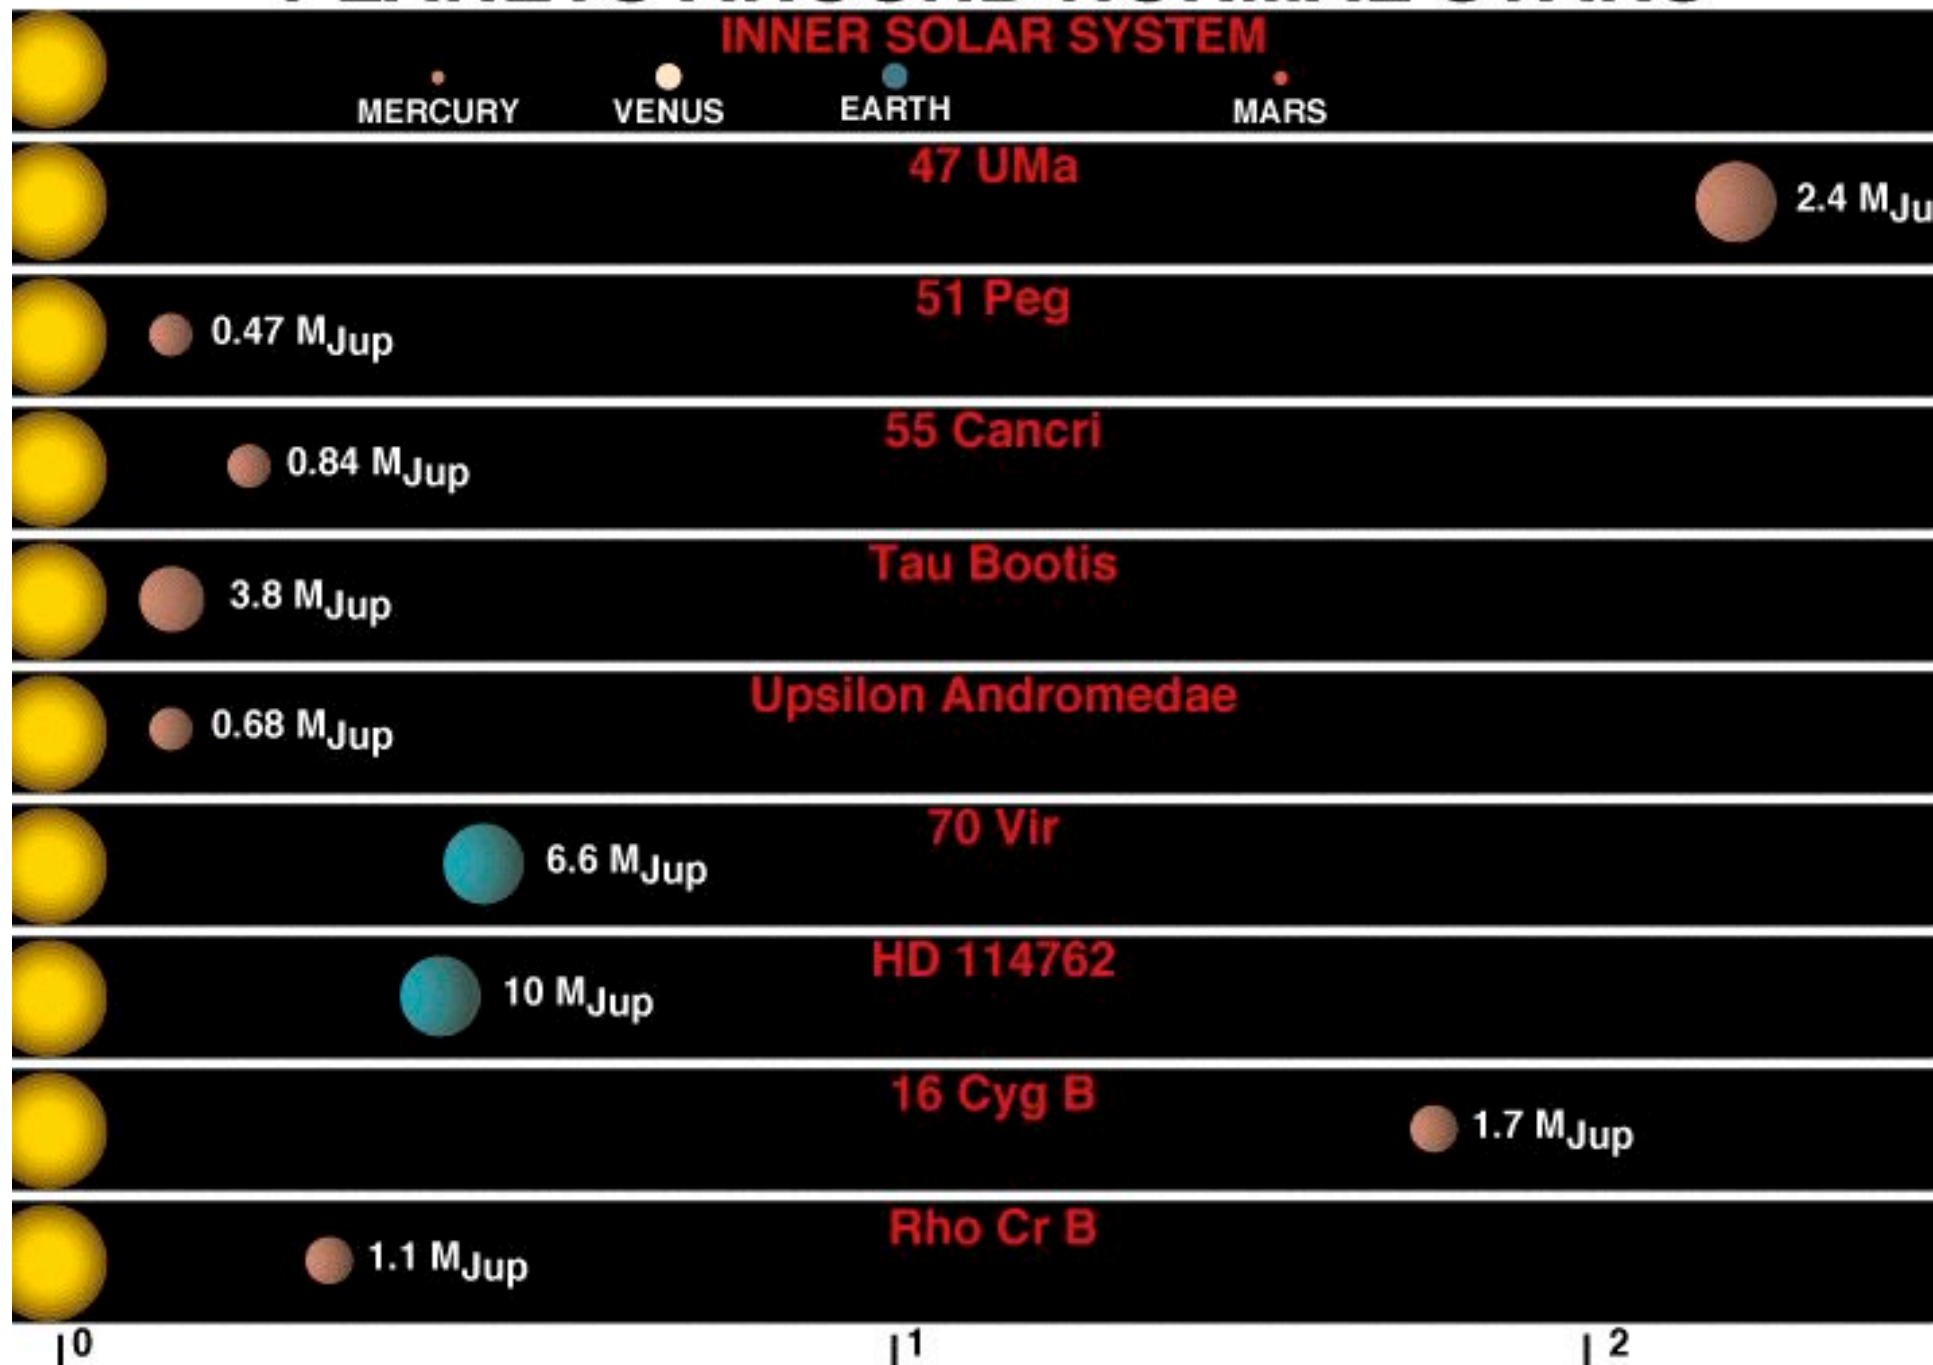 INNER SOLAR SYSTEM
MERCURY VENUS EARTH MARS
47 UMa
2.4 MJu
51 Peg
0.47 MJup
55 Cancri
0.84 MJup
Tau Bootis
3.8 MJup
Upsilon Andromedae
0.68 MJup
70 Vir
6.6 MJup
HD 114762
10 MJup
16 Cyg B
1.7 MJup
Rho Cr B
1.1 MJup
0 1 2